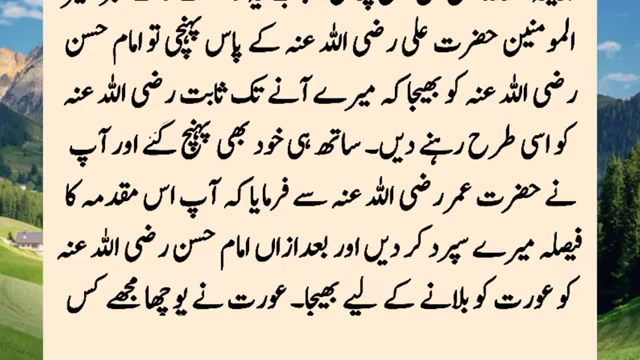 المومنین حضرت علی رضی اللہ عنہ کے پاس پہنچی تو امام حسن
رضی اللہ عنہ کو بھیجا کہ میرے آنے تک ثابت رضی اللہ عنہ
کو اسی طرح رہنے دیں۔ ساتھ ہی خود بھی پہنچ گئے اور آپ
نے حضرت عمر رضی اللہ عنہ سے فرمایا کہ آپ اس مقدمہ کا
فیصلہ میرے سپرد کر دیں اور بعد ازاں امام حسن رضی اللہ عنہ
کو عورت کو بلانے کے لیے بھیجا۔ عورت نے پوچھا مجھے کس